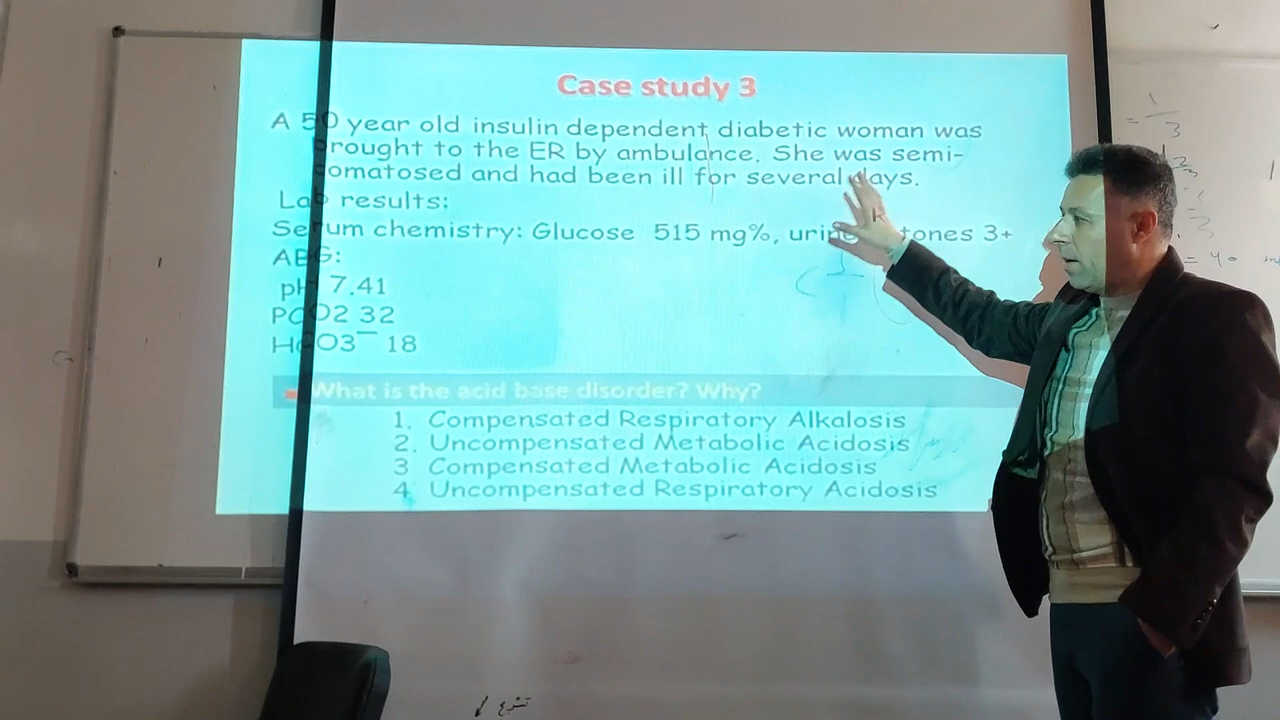 Case study 3
A 50 year old insulin dependent diabetic woman was
brought to the ER by ambulance. She was semi-
comatosed and had been ill for several days.
Lab results:
Serum chemistry: Glucose 515 mg%, urine tones 3+
ABG:
pH 7.41
PCO2 32
HCO3¯ 18
What is the acid base disorder? Why?
1. Compensated Respiratory Alkalosis
2. Uncompensated Metabolic Acidosis
3 Compensated Metabolic Acidosis
4 Uncompensated Respiratory Acidosis
= 1/3